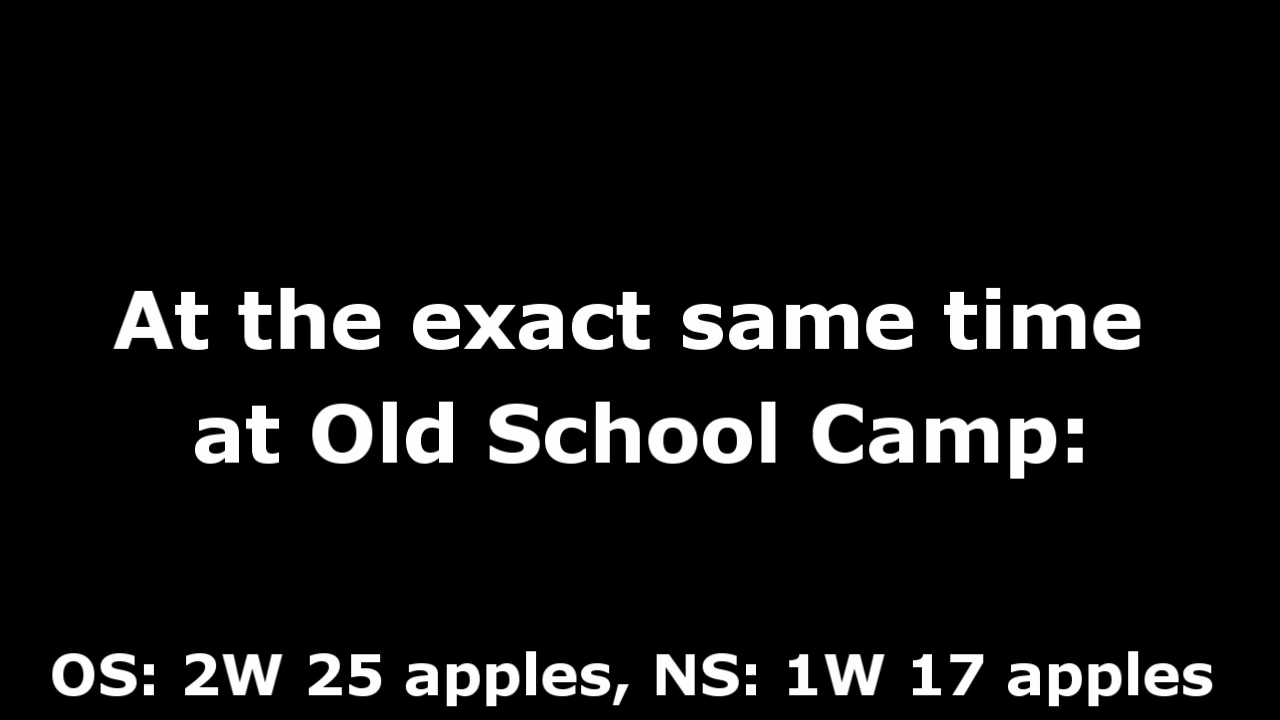 At the exact same time
at Old School Camp:
OS: 2W 25 apples, NS: 1W 17 apples